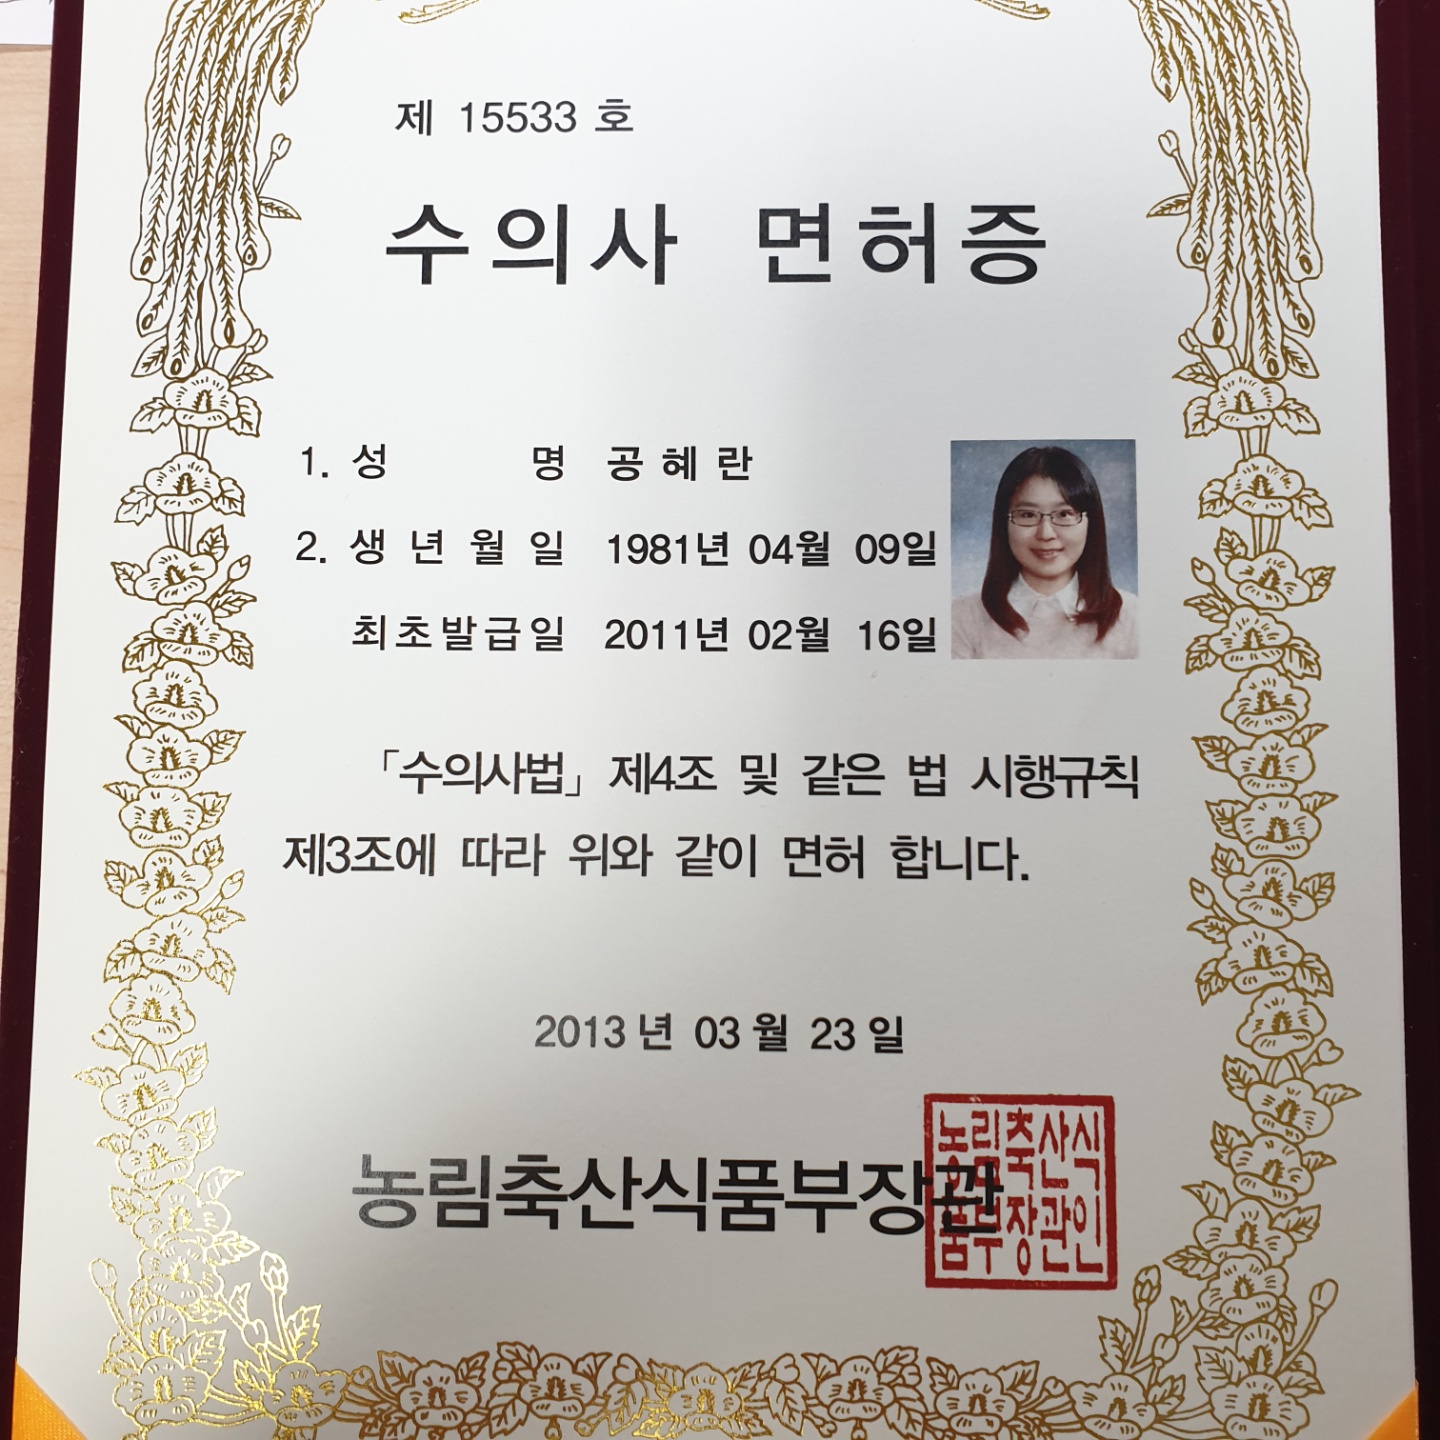 제 15533 호
수의사 면허증
1. 성 명 공 혜 란
2. 생 년 월 일 1981년 04월 09일
최초발급일 2011년 02월 16일
「수의사법」 제4조 및 같은 법 시행규칙
제3조에 따라 위와 같이 면허 합니다.
2013 년 03 월 23 일
농림축산식품부장관
농림축산식
품부장관인